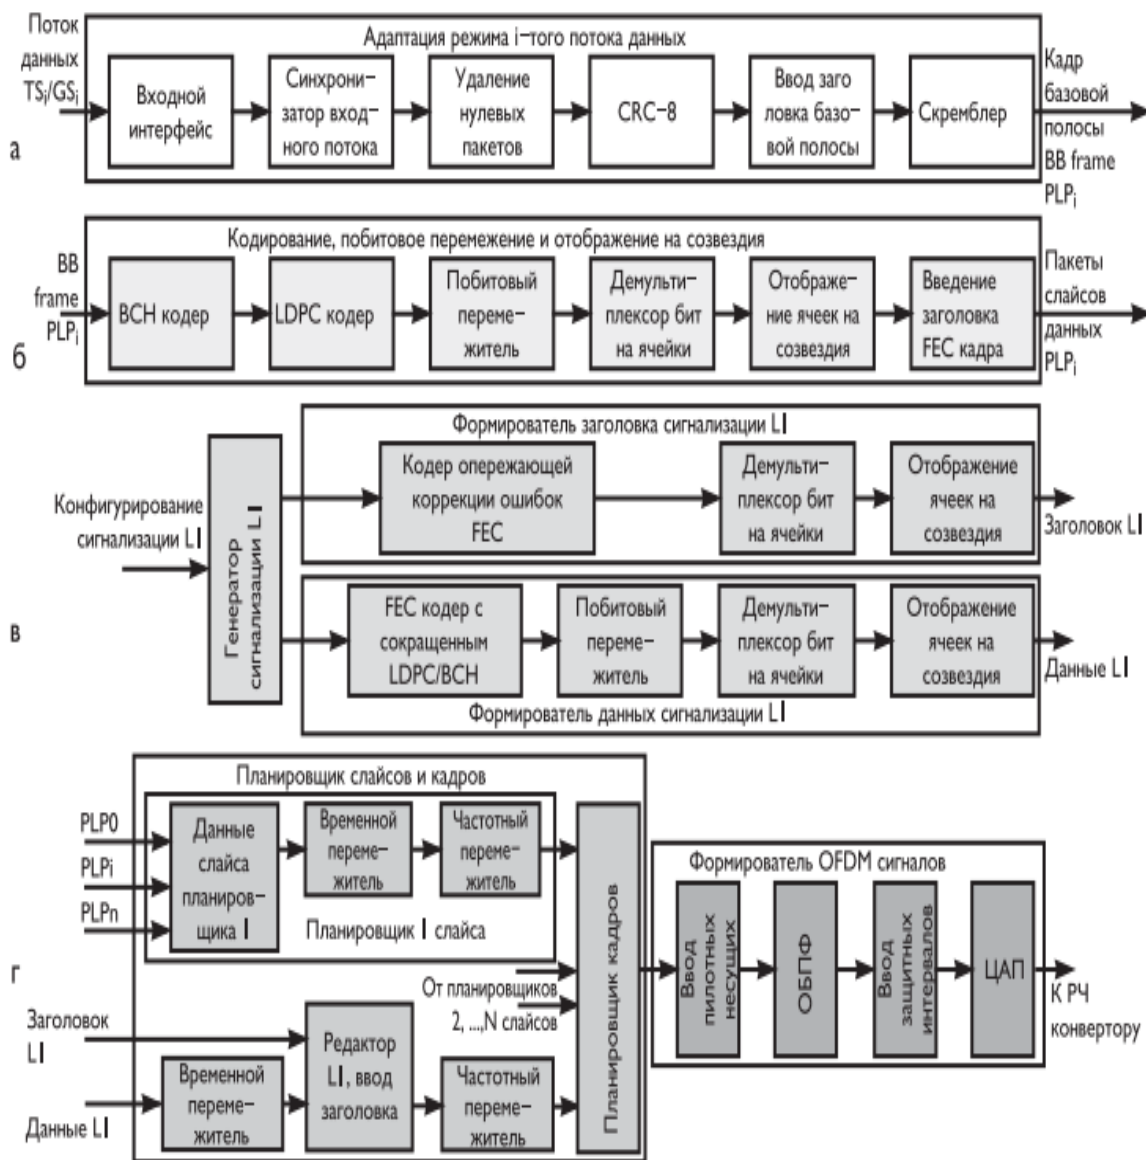 Поток
данных
TSi/GSi
Адаптация режима i-того потока данных
Входной
интерфейс
Синхрони-
затор вход-
ного потока
Удаление
нулевых
пакетов
CRC-8
Ввод заго
ловка базо-
вой полосы
Скремблер
Кадр
базовой
полосы
BB frame
PLPi
а
Кодирование, побитовое перемежение и отображение на созвездия
BB
frame
PLPi
BCH кодер
LDPC кодер
Побитовый
переме-
житель
Демульти-
плексор бит
на ячейки
Отображе-
ние ячеек на
созвездия
Введение
заголовка
FEC кадра
Пакеты
слайсов
данных
PLPi
б
Формирователь заголовка сигнализации L1
Конфигурирование
сигнализации L1
Генератор
сигнализации L1
Кодер опережающей
коррекции ошибок
FEC
Демульти-
плексор бит
на ячейки
Отображение
ячеек на
созвездия
Заголовок L1
в
FEC кодер с
сокращенным
LDPC/BCH
Побитовый
переме-
житель
Демульти-
плексор бит
на ячейки
Отображение
ячеек на
созвездия
Данные L1
Формирователь данных сигнализации L1
Планировщик слайсов и кадров
PLP0
PLPi
PLPn
Данные
слайса
планиров-
щика 1
Временной
переме-
житель
Частотный
переме-
житель
Планировщик 1 слайса
Планировщик кадров
От планировщиков
2, ...,N слайсов
г
Заголовок
L1
Данные L1
Временной
переме-
житель
Редактор
L1, ввод
заголовка
Частотный
переме-
житель
Формирователь OFDM сигналов
Ввод
пилотных
несущих
ОБПФ
Ввод
защитных
интервалов
ЦАП
К РЧ
конвертору